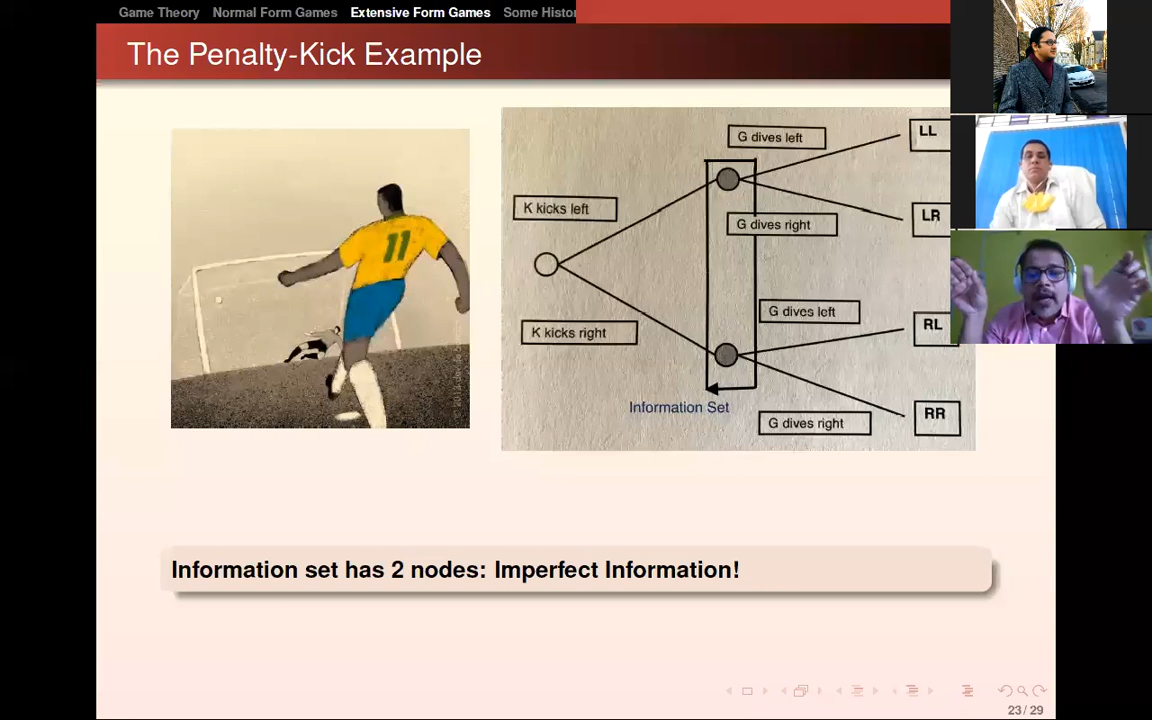 Game Theory Normal Form Games Extensive Form Games Some Histo
The Penalty-Kick Example
11
G dives left
LL
K kicks left
G dives right
LR
G dives left
RL
K kicks right
Information Set
G dives right
RR
Information set has 2 nodes: Imperfect Information!
23 / 29